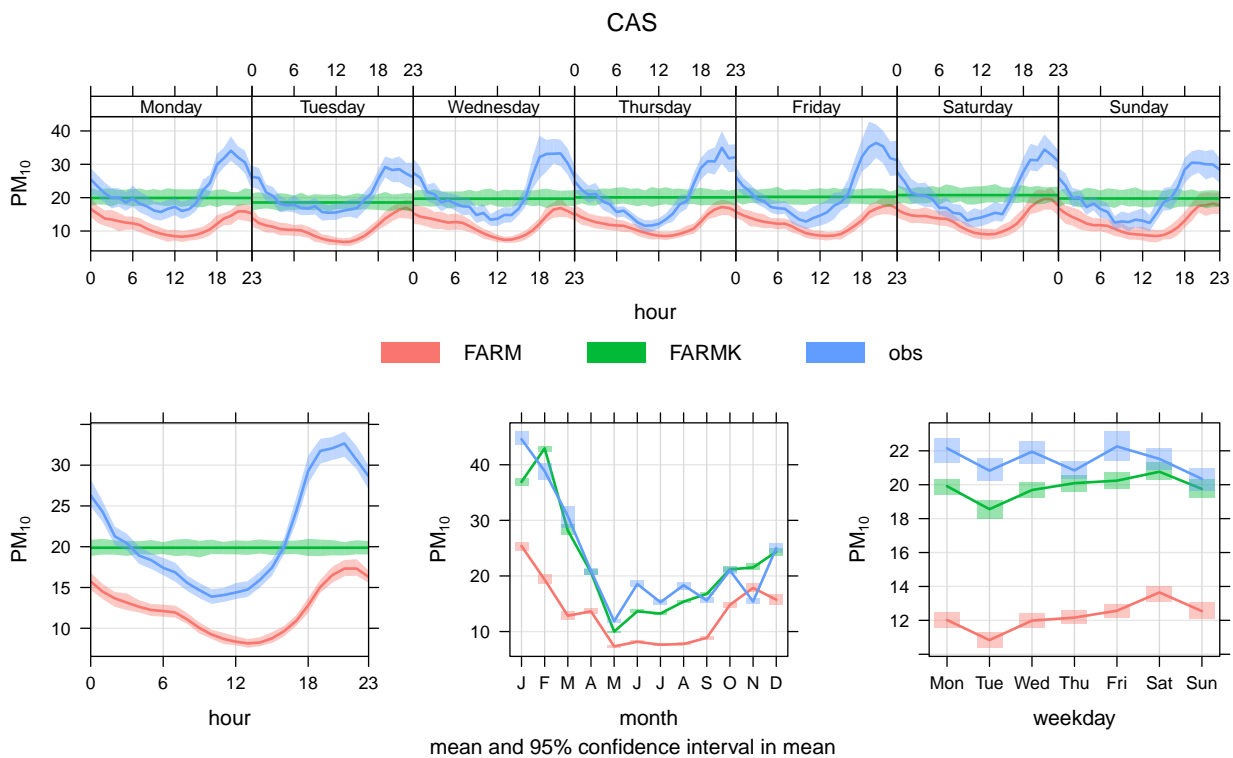 CAS
0 6 12 18 23 0 6 12 18 23 0 6 12 18 23
Monday Tuesday Wednesday Thursday Friday Saturday Sunday
PM10
40
30
20
10
0 6 12 18 23 0 6 12 18 23 0 6 12 18 23 0 6 12 18 23
hour
FARM FARMK obs
PM10
30
25
20
15
10
0 6 12 18 23
hour
PM10
40
30
20
10
J F M A M J J A S O N D
month
PM10
22
20
18
16
14
12
Mon Tue Wed Thu Fri Sat Sun
weekday
mean and 95% confidence interval in mean